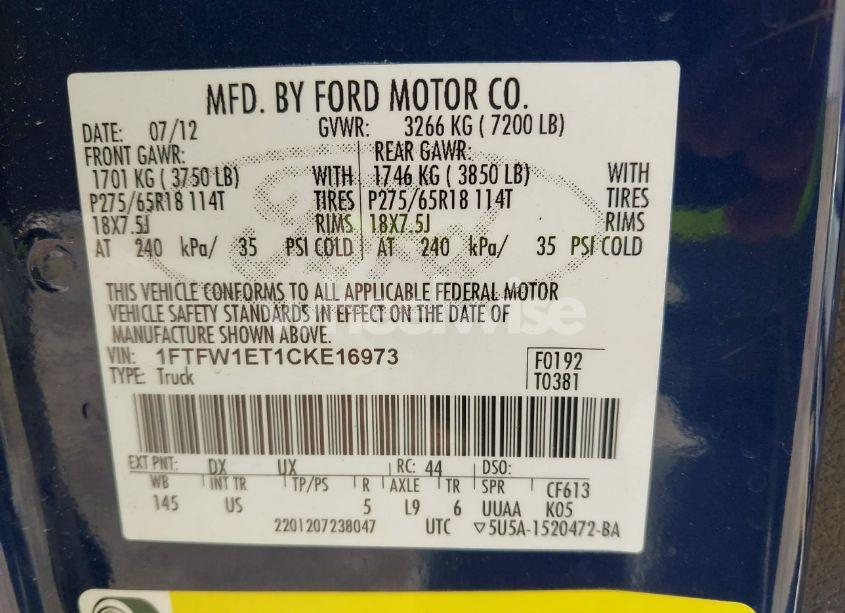 MFD. BY FORD MOTOR CO.
DATE: 07/12 GVWR: 3266 KG ( 7200 LB)
FRONT GAWR: REAR GAWR:
1701 KG ( 3750 LB) WITH 1746 KG ( 3850 LB) WITH
P275/65R18 114T TIRES P275/65R18 114T TIRES
18X7.5J RIMS 18X7.5J RIMS
AT 240 kPa/ 35 PSI COLD AT 240 kPa/ 35 PSI COLD
THIS VEHICLE CONFORMS TO ALL APPLICABLE FEDERAL MOTOR
VEHICLE SAFETY STANDARDS IN EFFECT ON THE DATE OF
MANUFACTURE SHOWN ABOVE.
wheelwise
VIN: 1FTFW1ET1CKE16973 F0192
TYPE: Truck T0381
EXT PNT: DX UX RC: 44 DSO:
WB INT TR TP/PS R AXLE TR SPR CF613
145 US 5 L9 6 UUAA K05
2201207238047 UTC ▽5U5A-1520472-BA